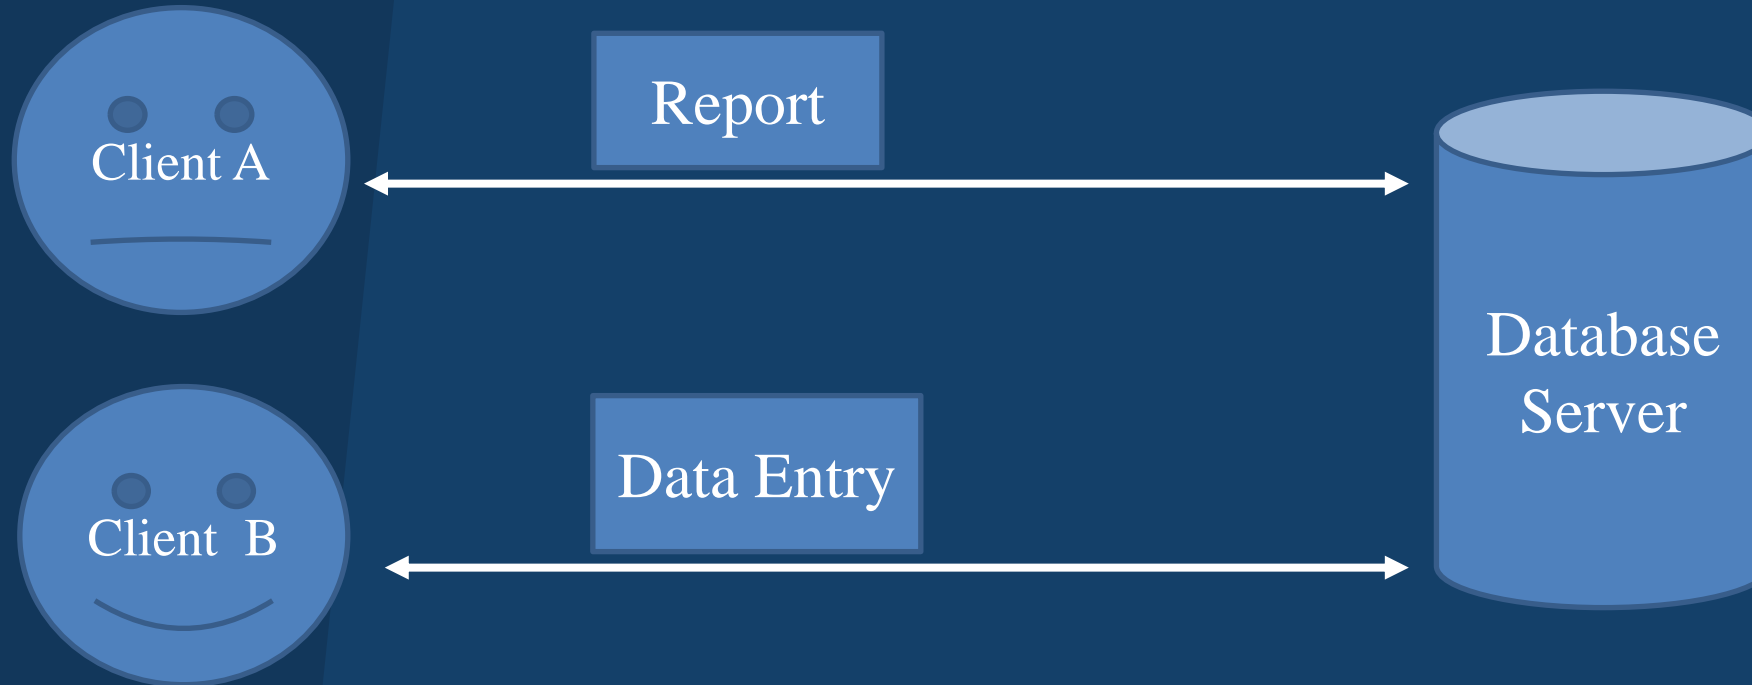 Client A
Report
Database
Server
Client B
Data Entry